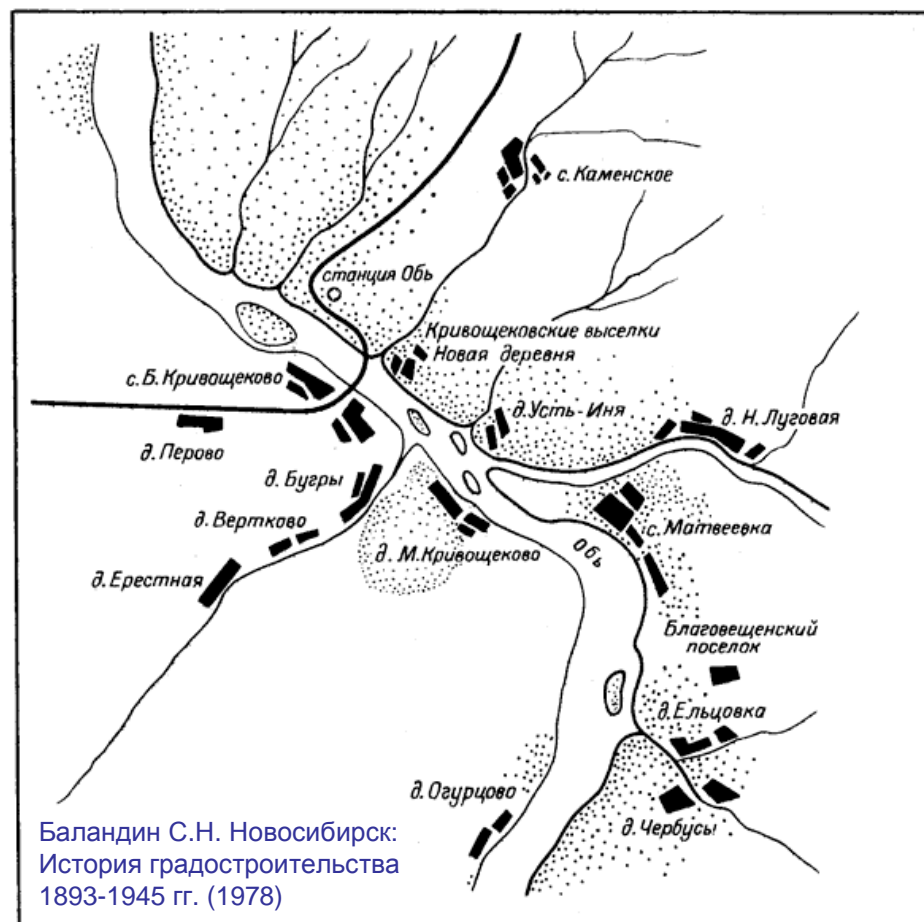 с. Каменское
станция Обь
Кривощековские выселки
Новая деревня
с. Б. Кривощеково
д. Усть-Иня
д. Н. Луговая
д. Перово
д. Бугры
д. Вертково
с. Матвеевка
Обь
д. М. Кривощеково
д. Ерестная
Благовещенский
поселок
д. Ельцовка
д. Огурцово
д. Чербусы
Баландин С.Н. Новосибирск:
История градостроительства
1893-1945 гг. (1978)